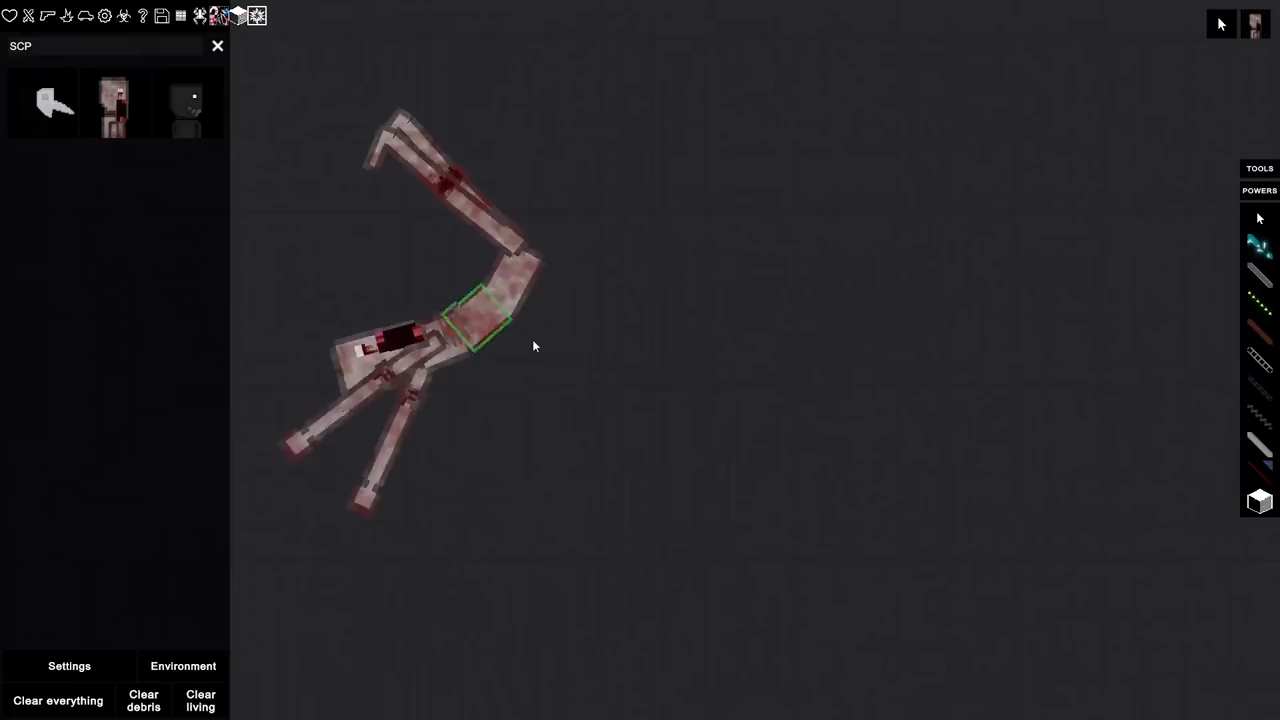 SCP
TOOLS
POWERS
Settings
Environment
Clear everything
Clear
debris
Clear
living